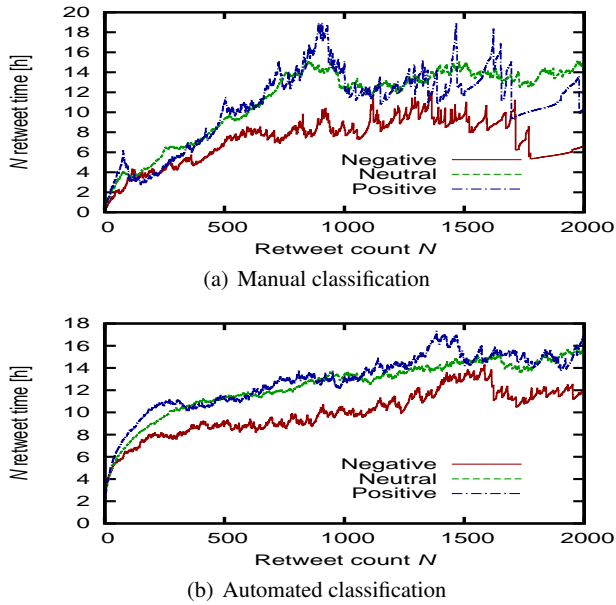 20
18
16
14
12
10
8
6
4
2
0
N retweet time [h]
Negative
Neutral
Positive
0 500 1000 1500 2000
Retweet count N
(a) Manual classification
18
16
14
12
10
8
6
4
2
0
N retweet time [h]
Negative
Neutral
Positive
0 500 1000 1500 2000
Retweet count N
(b) Automated classification